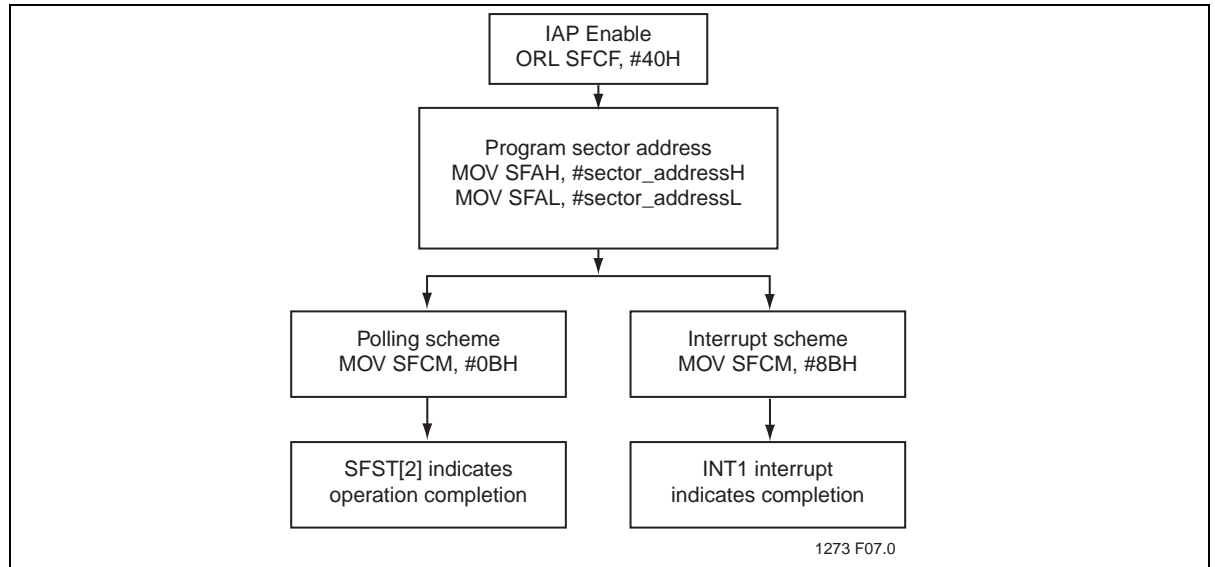 IAP Enable
ORL SFCF, #40H
Program sector address
MOV SFAH, #sector_addressH
MOV SFAL, #sector_addressL
Polling scheme
MOV SFCM, #0BH
Interrupt scheme
MOV SFCM, #8BH
SFST[2] indicates
operation completion
INT1 interrupt
indicates completion
1273 F07.0